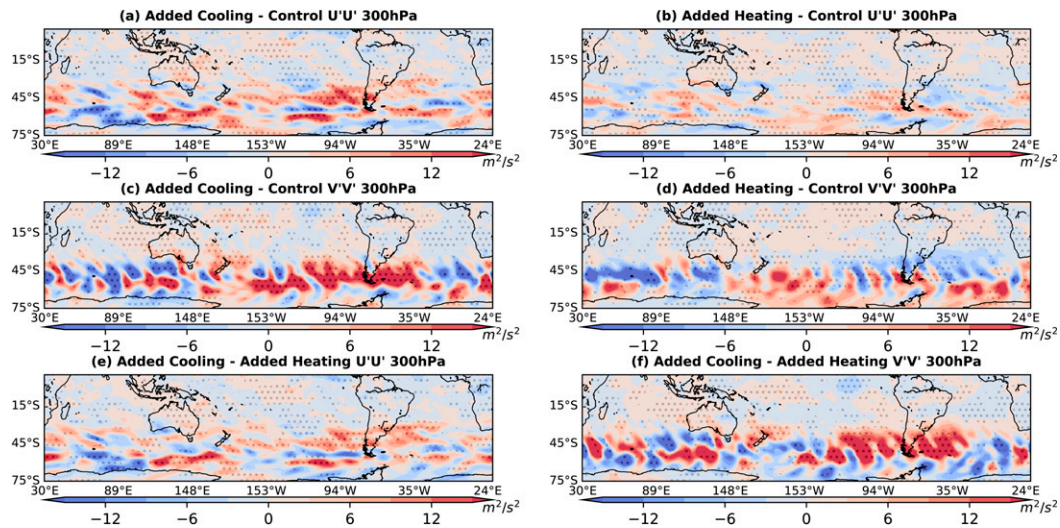 (a) Added Cooling - Control U'U' 300hPa
(b) Added Heating - Control U'U' 300hPa
15°S
45°S
75°S
30°E 89°E 148°E 153°W 94°W 35°W 24°E
−12 −6 0 6 12 m²/s²
15°S
45°S
75°S
30°E 89°E 148°E 153°W 94°W 35°W 24°E
−12 −6 0 6 12 m²/s²
(c) Added Cooling - Control V'V' 300hPa
(d) Added Heating - Control V'V' 300hPa
15°S
45°S
75°S
30°E 89°E 148°E 153°W 94°W 35°W 24°E
−12 −6 0 6 12 m²/s²
15°S
45°S
75°S
30°E 89°E 148°E 153°W 94°W 35°W 24°E
−12 −6 0 6 12 m²/s²
(e) Added Cooling - Added Heating U'U' 300hPa
(f) Added Cooling - Added Heating V'V' 300hPa
15°S
45°S
75°S
30°E 89°E 148°E 153°W 94°W 35°W 24°E
−12 −6 0 6 12 m²/s²
15°S
45°S
75°S
30°E 89°E 148°E 153°W 94°W 35°W 24°E
−12 −6 0 6 12 m²/s²